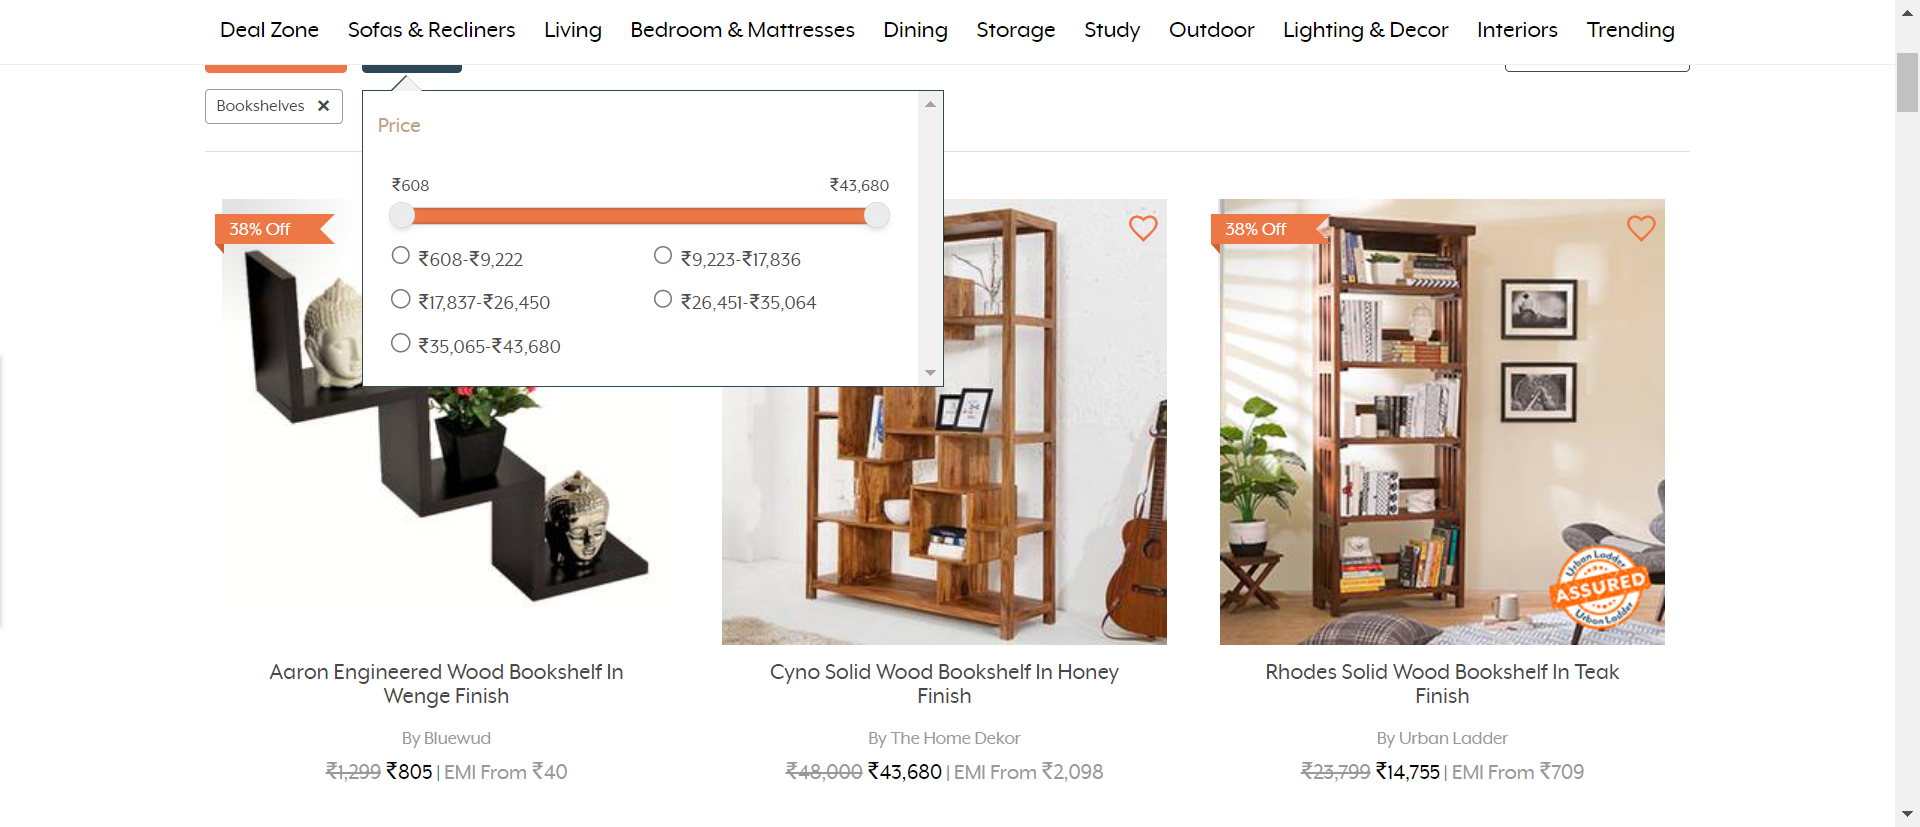 Deal Zone Sofas & Recliners Living Bedroom & Mattresses Dining Storage Study Outdoor Lighting & Decor Interiors Trending
Bookshelves ✕
Price
₹608 ₹43,680
₹608-₹9,222 ₹9,223-₹17,836
₹17,837-₹26,450 ₹26,451-₹35,064
₹35,065-₹43,680
38% Off
38% Off
Urban Ladder
ASSURED
Urban Ladder
Aaron Engineered Wood Bookshelf In
Wenge Finish
By Bluewud
₹1,299 ₹805 | EMI From ₹40
Cyno Solid Wood Bookshelf In Honey
Finish
By The Home Dekor
₹48,000 ₹43,680 | EMI From ₹2,098
Rhodes Solid Wood Bookshelf In Teak
Finish
By Urban Ladder
₹23,799 ₹14,755 | EMI From ₹709